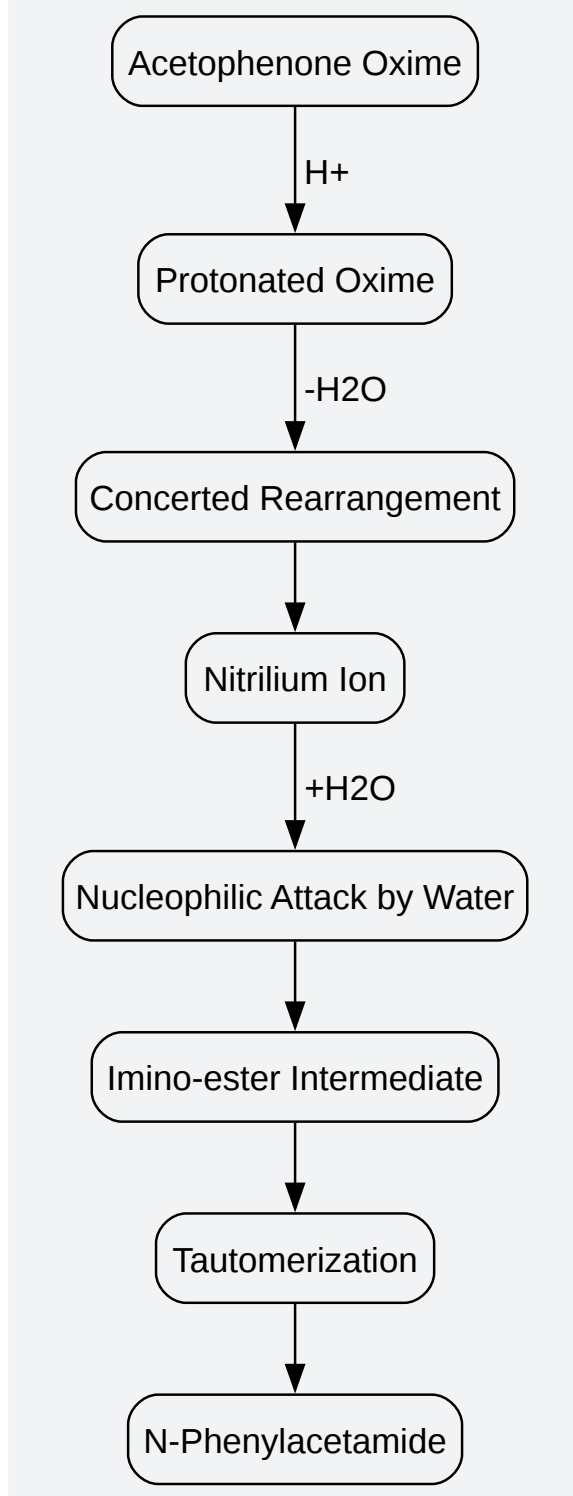 Acetophenone Oxime
H+
Protonated Oxime
-H2O
Concerted Rearrangement
Nitrilium Ion
+H2O
Nucleophilic Attack by Water
Imino-ester Intermediate
Tautomerization
N-Phenylacetamide